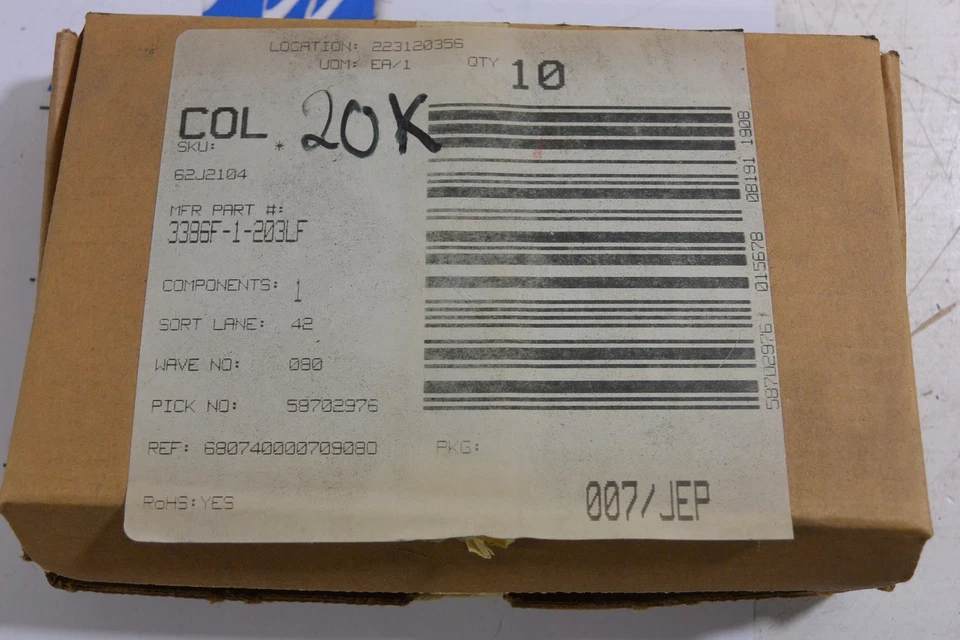 LOCATION: 223120356
UOM: EA/1
QTY 10
COL
20K
SKU: *
62J2104
MFR PART #:
3386F-1-203LF
COMPONENTS: 1
SORT LANE: 42
WAVE NO: 080
PICK NO: 58702976
REF: 680740000709080
PKG:
RoHS:YES
007/JEP
08191 1908
015678
58702976